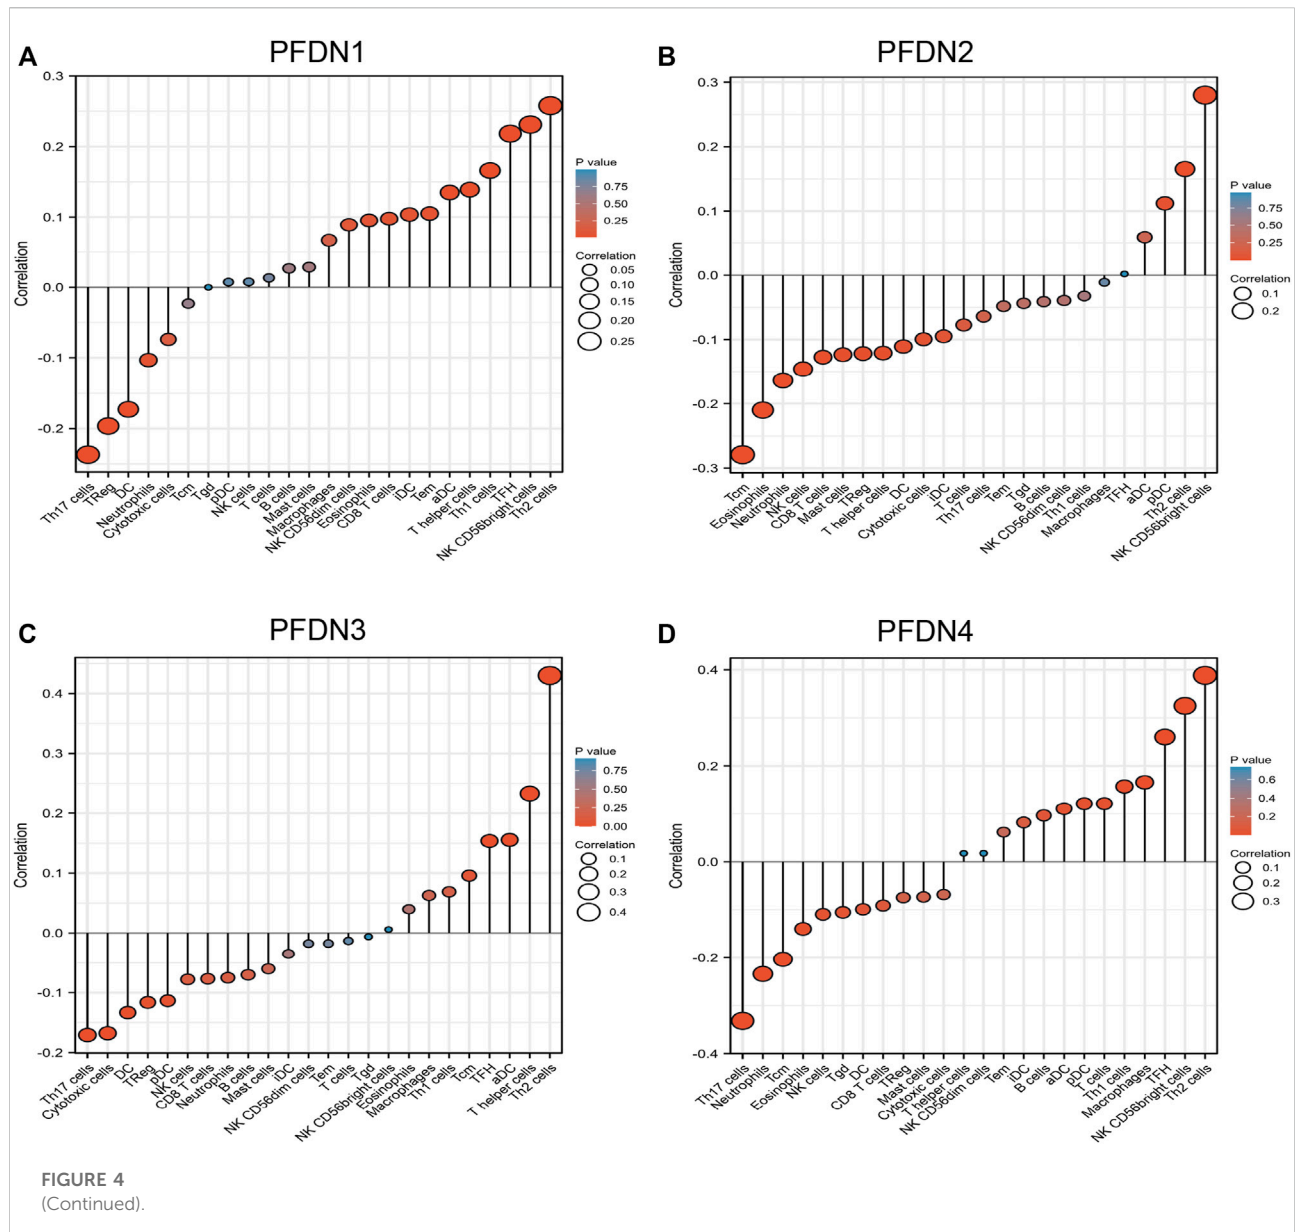 A
PFDN1
0.3
0.2
0.1
0.0
-0.1
-0.2
Correlation
Th17 cells
TReg
DC
Neutrophils
Cytotoxic cells
Tcm
Tgd
pDC
NK cells
T cells
B cells
Mast cells
Macrophages
NK CD56dim cells
Eosinophils
CD8 T cells
iDC
Tem
aDC
T helper cells
Th1 cells
TFH
NK CD56bright cells
Th2 cells
P value
0.75
0.50
0.25
Correlation
0.05
0.10
0.15
0.20
0.25
B
PFDN2
0.3
0.2
0.1
0.0
-0.1
-0.2
-0.3
Correlation
Tcm
Eosinophils
Neutrophils
NK cells
CD8 T cells
Mast cells
TReg
T helper cells
DC
Cytotoxic cells
iDC
T cells
Th17 cells
Tem
Tgd
B cells
NK CD56dim cells
Th1 cells
Macrophages
TFH
aDC
pDC
Th2 cells
NK CD56bright cells
P value
0.75
0.50
0.25
Correlation
0.1
0.2
C
PFDN3
0.4
0.3
0.2
0.1
0.0
-0.1
-0.2
Correlation
Th17 cells
Cytotoxic cells
DC
TReg
pDC
NK cells
CD8 T cells
Neutrophils
B cells
Mast cells
iDC
NK CD56dim cells
Tem
T cells
Tgd
NK CD56bright cells
Eosinophils
Macrophages
Th1 cells
Tcm
TFH
aDC
T helper cells
Th2 cells
P value
0.75
0.50
0.25
0.00
Correlation
0.1
0.2
0.3
0.4
D
PFDN4
0.4
0.2
0.0
-0.2
-0.4
Correlation
Th17 cells
Neutrophils
Tcm
Eosinophils
NK cells
Tgd
DC
CD8 T cells
TReg
Mast cells
Cytotoxic cells
T helper cells
NK CD56dim cells
Tem
iDC
B cells
aDC
pDC
T cells
Th1 cells
Macrophages
TFH
NK CD56bright cells
Th2 cells
P value
0.6
0.4
0.2
Correlation
0.1
0.2
0.3
FIGURE 4
(Continued).